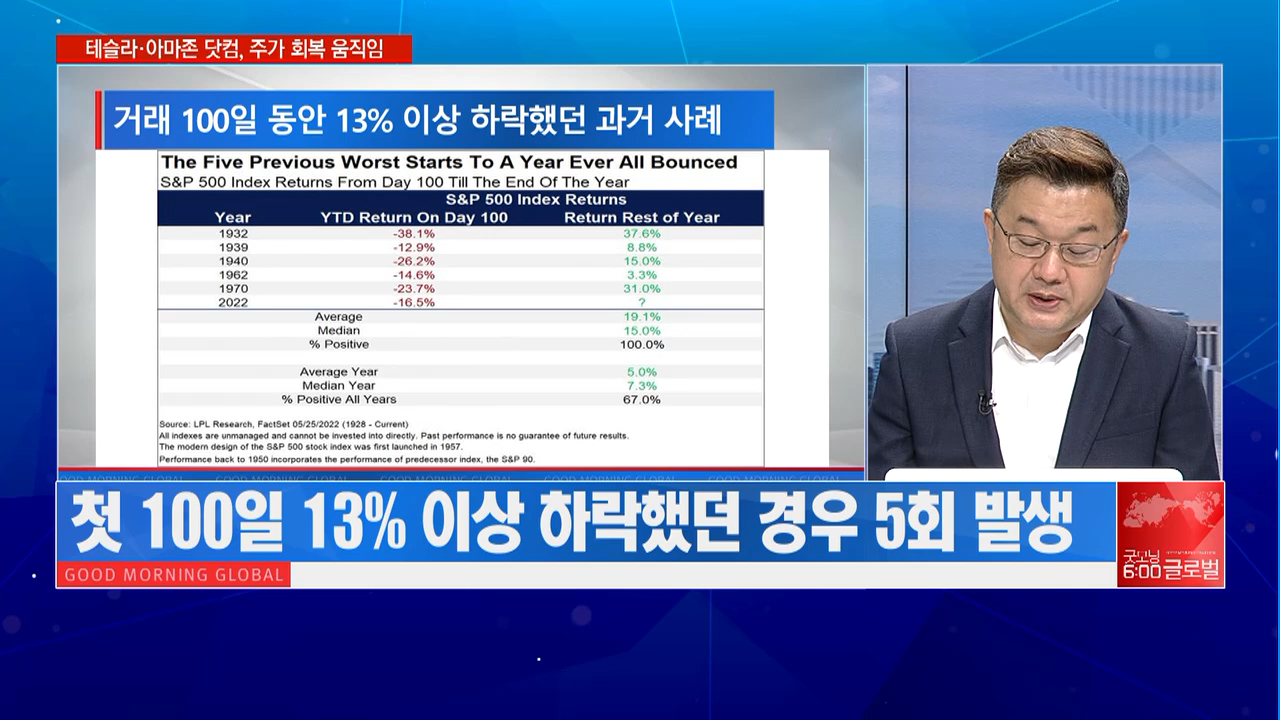 테슬라·아마존 닷컴, 주가 회복 움직임
거래 100일 동안 13% 이상 하락했던 과거 사례
The Five Previous Worst Starts To A Year Ever All Bounced
S&P 500 Index Returns From Day 100 Till The End Of The Year
S&P 500 Index Returns
Year YTD Return On Day 100 Return Rest of Year
1932 -38.1% 37.6%
1939 -12.9% 8.8%
1940 -26.2% 15.0%
1962 -14.6% 3.3%
1970 -23.7% 31.0%
2022 -16.5% ?
Average 19.1%
Median 15.0%
% Positive 100.0%
Average Year 5.0%
Median Year 7.3%
% Positive All Years 67.0%
Source: LPL Research, FactSet 05/25/2022 (1928 - Current)
All indexes are unmanaged and cannot be invested into directly. Past performance is no guarantee of future results.
The modern design of the S&P 500 stock index was first launched in 1957.
Performance back to 1950 incorporates the performance of predecessor index, the S&P 90.
첫 100일 13% 이상 하락했던 경우 5회 발생
GOOD MORNING GLOBAL
굿모닝
6:00 글로벌